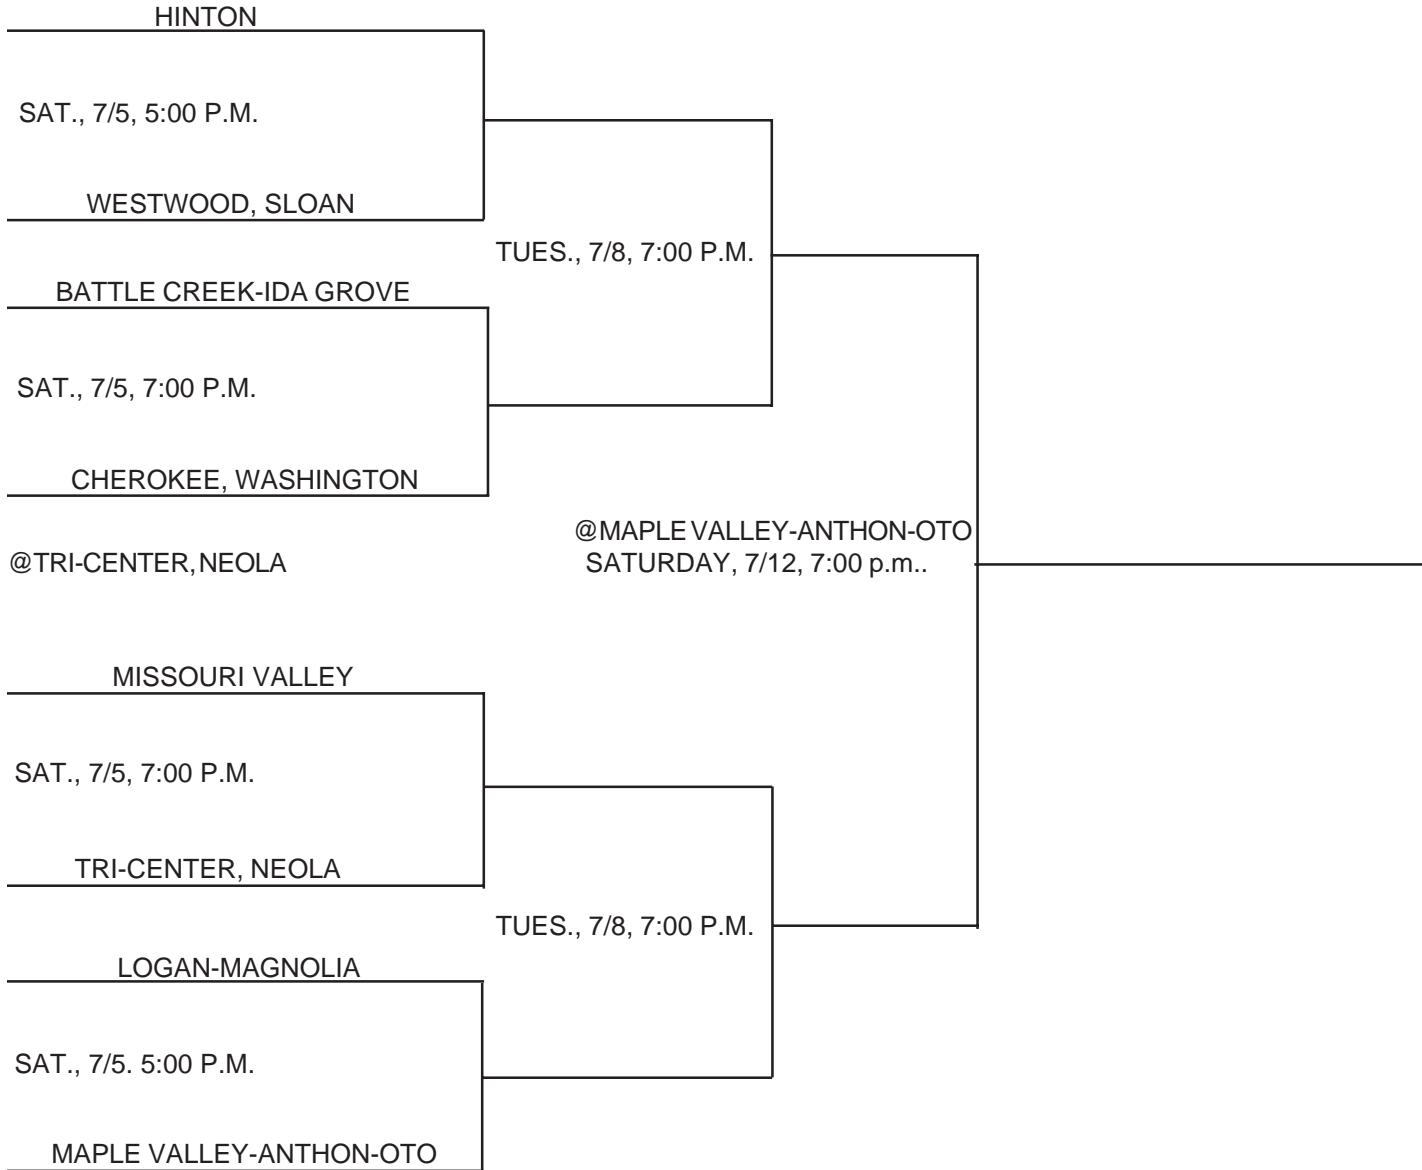 HINTON
SAT., 7/5, 5:00 P.M.
WESTWOOD, SLOAN
TUES., 7/8, 7:00 P.M.
BATTLE CREEK-IDA GROVE
SAT., 7/5, 7:00 P.M.
CHEROKEE, WASHINGTON
@MAPLE VALLEY-ANTHON-OTO
@TRI-CENTER, NEOLA
SATURDAY, 7/12, 7:00 p.m..
MISSOURI VALLEY
SAT., 7/5, 7:00 P.M.
TRI-CENTER, NEOLA
TUES., 7/8, 7:00 P.M.
LOGAN-MAGNOLIA
SAT., 7/5. 5:00 P.M.
MAPLE VALLEY-ANTHON-OTO